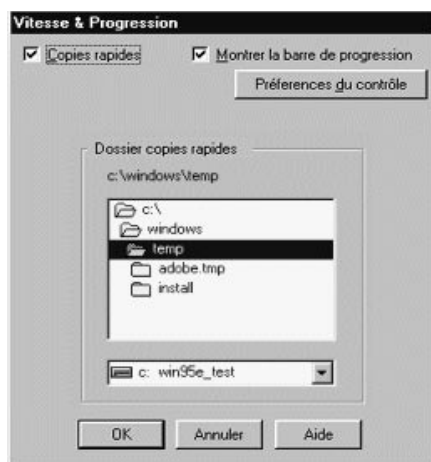 Vitesse & Progression
Copies rapides
Montrer la barre de progression
Préferences du contrôle
Dossier copies rapides
c:\windows\temp
c:\
windows
temp
adobe.tmp
install
c: win95e_test
OK Annuler Aide